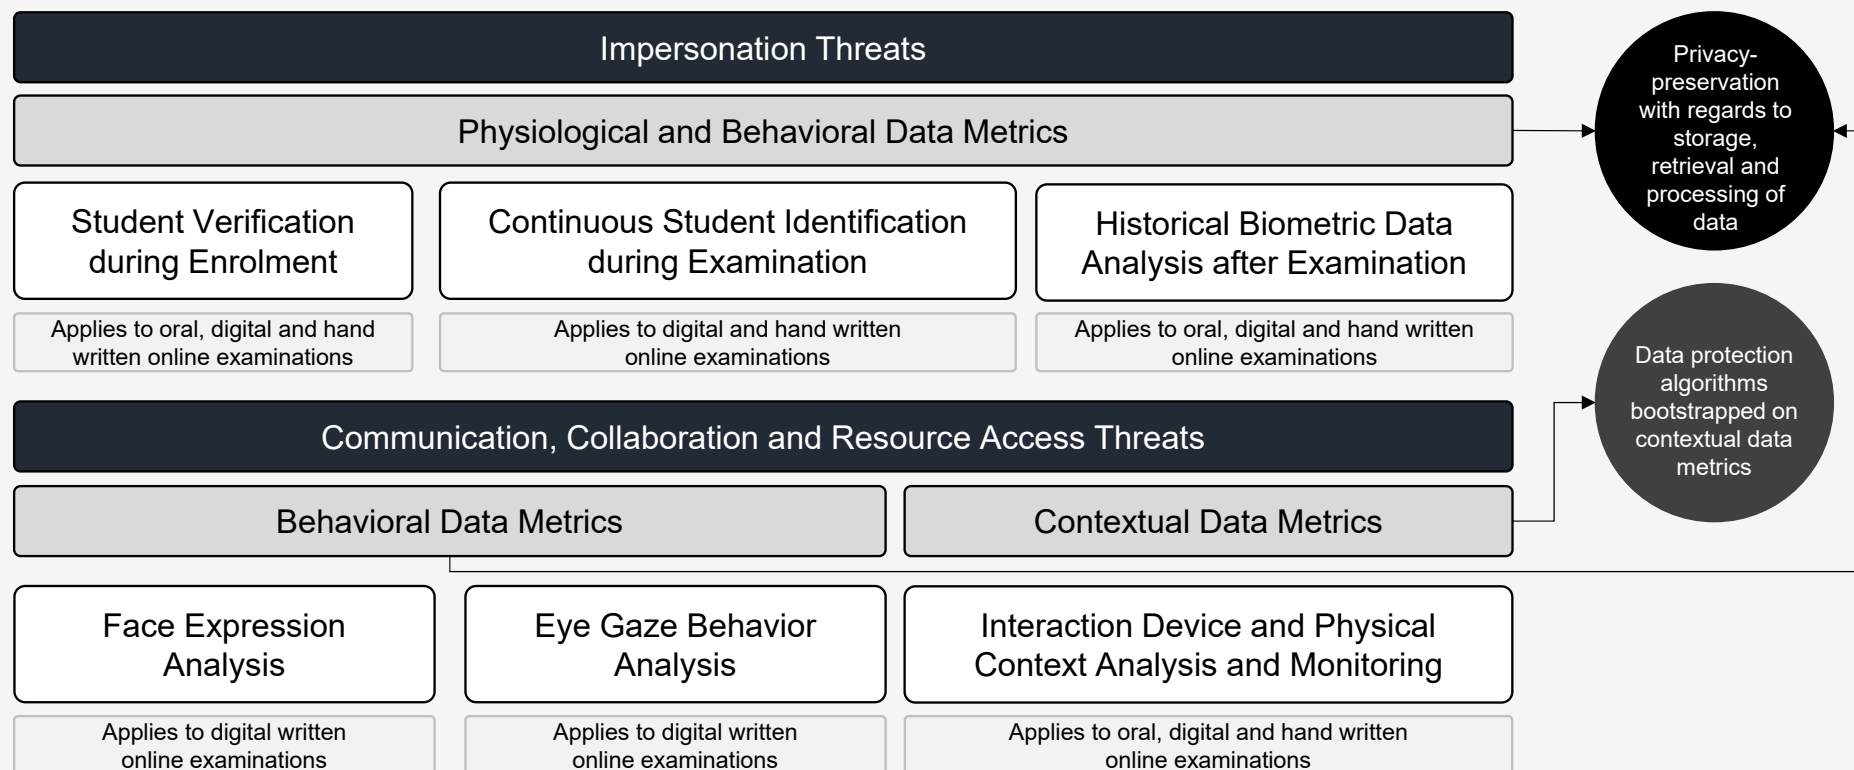 Impersonation Threats
Physiological and Behavioral Data Metrics
Student Verification
during Enrolment
Continuous Student Identification
during Examination
Historical Biometric Data
Analysis after Examination
Applies to oral, digital and hand
written online examinations
Applies to digital and hand written
online examinations
Applies to oral, digital and hand written
online examinations
Privacy-
preservation
with regards to
storage,
retrieval and
processing of
data
Communication, Collaboration and Resource Access Threats
Behavioral Data Metrics
Contextual Data Metrics
Data protection
algorithms
bootstrapped on
contextual data
metrics
Face Expression
Analysis
Eye Gaze Behavior
Analysis
Interaction Device and Physical
Context Analysis and Monitoring
Applies to digital written
online examinations
Applies to digital written
online examinations
Applies to oral, digital and hand written
online examinations